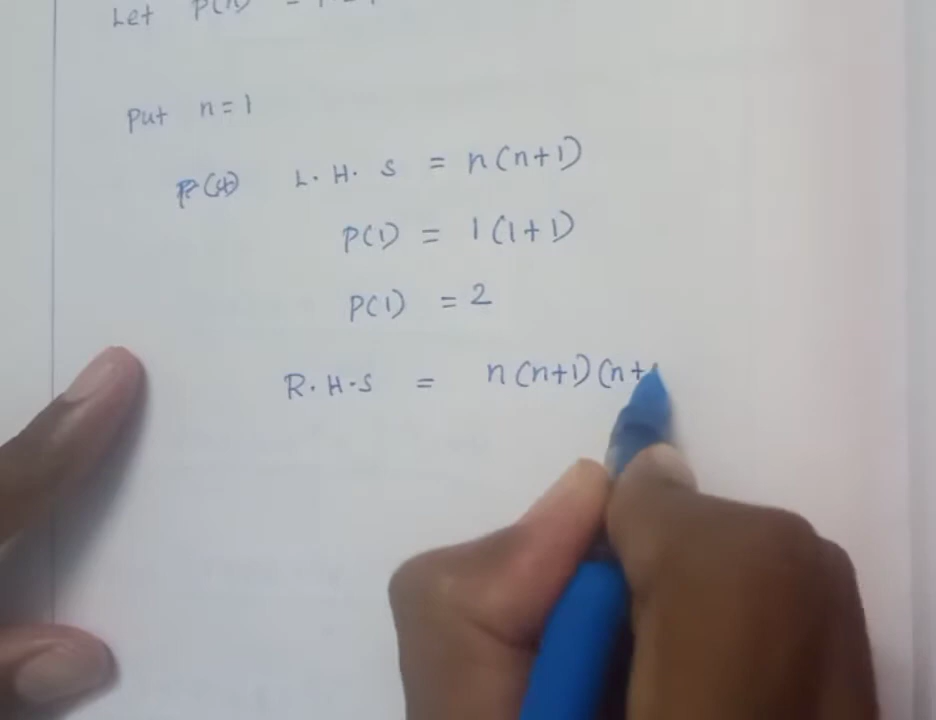 Let P(n) =
Put n = 1
L.H.S = n(n+1)
P(1) = 1(1+1)
P(1) = 2
R.H.S = n(n+1)(n+